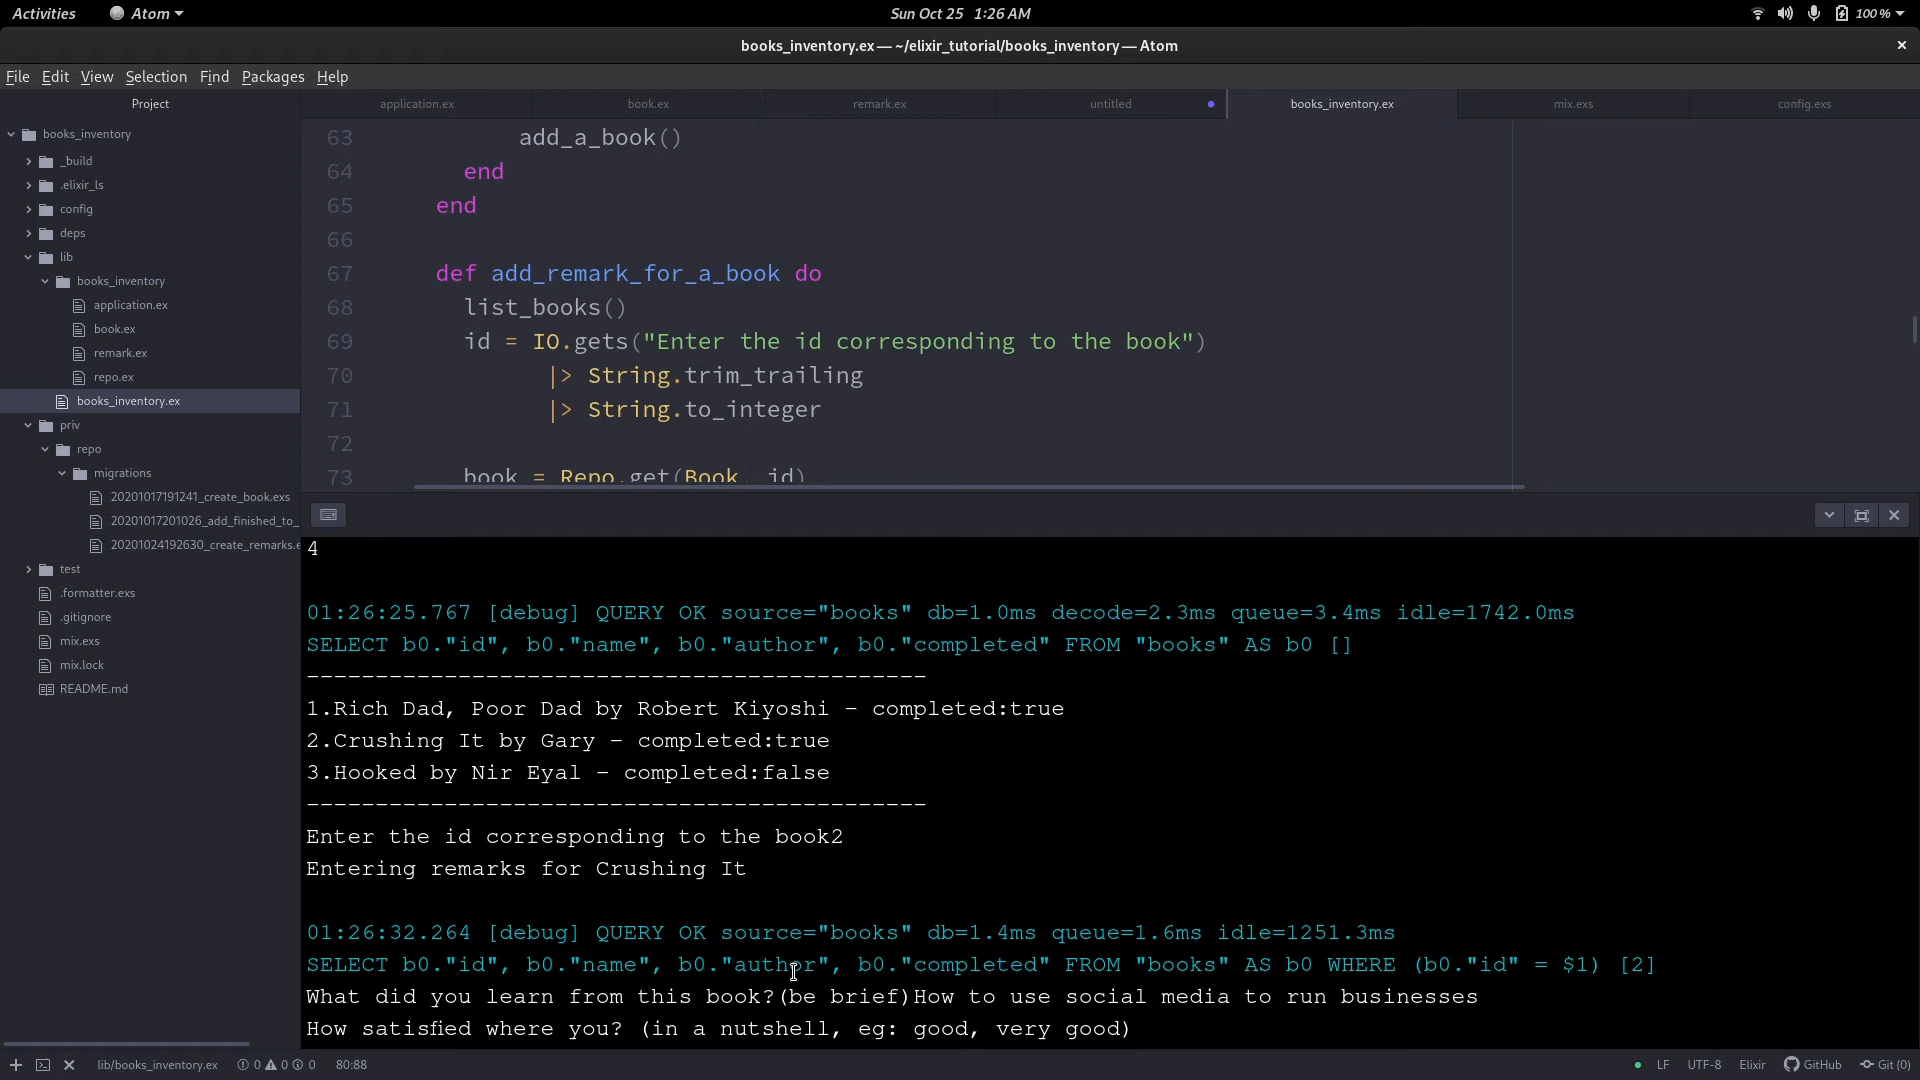 Activities
Atom
Sun Oct 25 1:26 AM
100 %
books_inventory.ex — ~/elixir_tutorial/books_inventory — Atom
File Edit View Selection Find Packages Help
Project
application.ex
book.ex
remark.ex
untitled
books_inventory.ex
mix.exs
config.exs
books_inventory
_build
.elixir_ls
config
deps
lib
books_inventory
application.ex
book.ex
remark.ex
repo.ex
books_inventory.ex
priv
repo
migrations
20201017191241_create_book.exs
20201017201026_add_finished_to_
20201024192630_create_remarks.e
test
.formatter.exs
.gitignore
mix.exs
mix.lock
README.md
63 add_a_book()
64 end
65 end
66
67 def add_remark_for_a_book do
68 list_books()
69 id = IO.gets("Enter the id corresponding to the book")
70 |> String.trim_trailing
71 |> String.to_integer
72
73 book = Repo.get(Book, id)
4
01:26:25.767 [debug] QUERY OK source="books" db=1.0ms decode=2.3ms queue=3.4ms idle=1742.0ms
SELECT b0."id", b0."name", b0."author", b0."completed" FROM "books" AS b0 []
---------------------------------------------
1.Rich Dad, Poor Dad by Robert Kiyoshi - completed:true
2.Crushing It by Gary - completed:true
3.Hooked by Nir Eyal - completed:false
---------------------------------------------
Enter the id corresponding to the book2
Entering remarks for Crushing It
01:26:32.264 [debug] QUERY OK source="books" db=1.4ms queue=1.6ms idle=1251.3ms
SELECT b0."id", b0."name", b0."author", b0."completed" FROM "books" AS b0 WHERE (b0."id" = $1) [2]
What did you learn from this book?(be brief)How to use social media to run businesses
How satisfied where you? (in a nutshell, eg: good, very good)
lib/books_inventory.ex 0 0 0 80:88
LF UTF-8 Elixir GitHub Git (0)